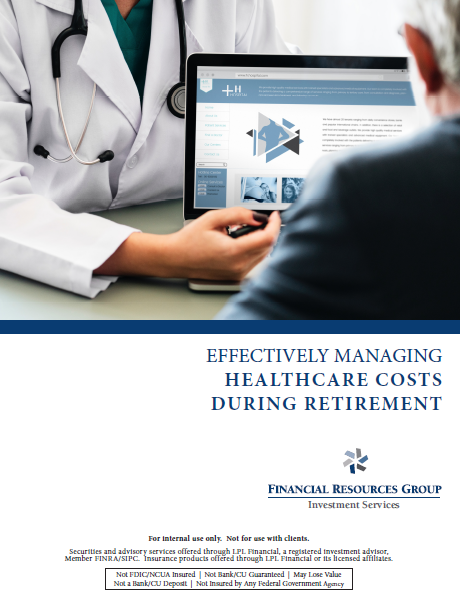 +H
EFFECTIVELY MANAGING
HEALTHCARE COSTS
DURING RETIREMENT
FINANCIAL RESOURCES GROUP
Investment Services
For internal use only. Not for use with clients.
Securities and advisory services offered through LPL Financial, a registered investment advisor,
Member FINRA/SIPC. Insurance products offered through LPL Financial or its licensed affiliates.
Not FDIC/NCUA Insured | Not Bank/CU Guaranteed | May Lose Value
Not a Bank/CU Deposit | Not Insured by Any Federal Government Agency